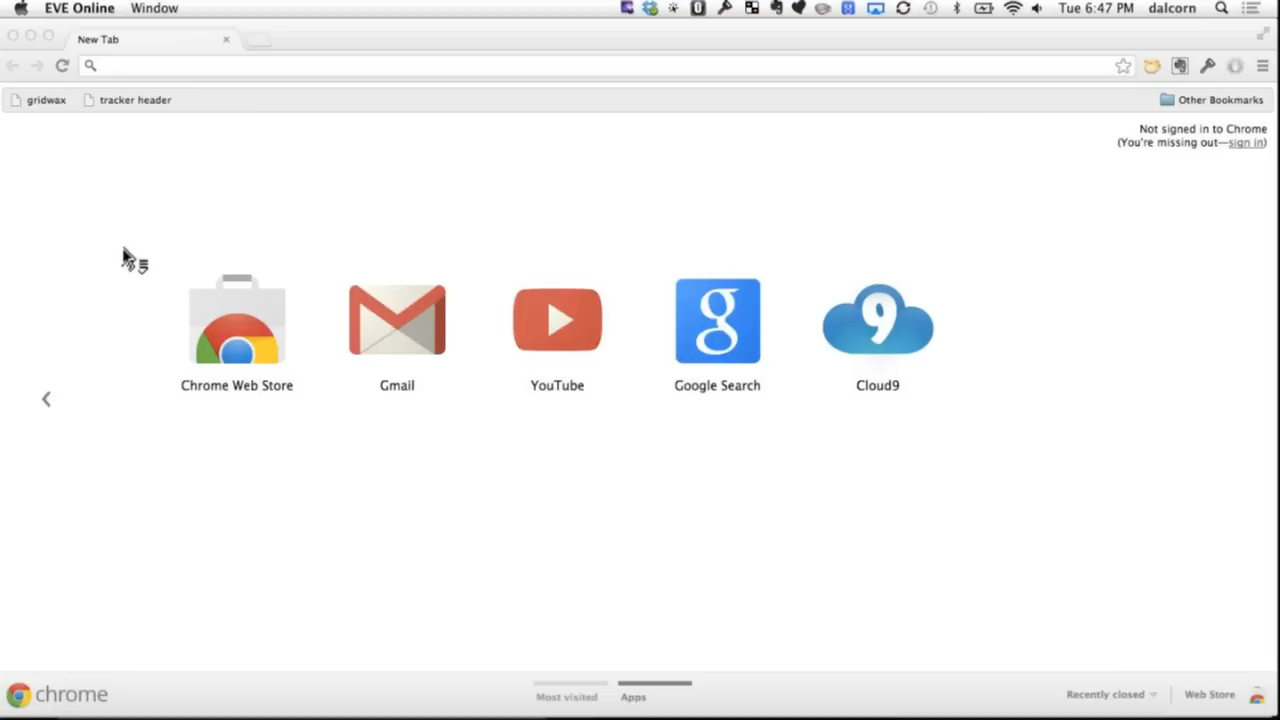 EVE Online Window Tue 6:47 PM dalcorn
New Tab
gridwax tracker header Other Bookmarks
Not signed in to Chrome
(You're missing out—sign in)
Chrome Web Store Gmail YouTube Google Search Cloud9
chrome Most visited Apps Recently closed Web Store